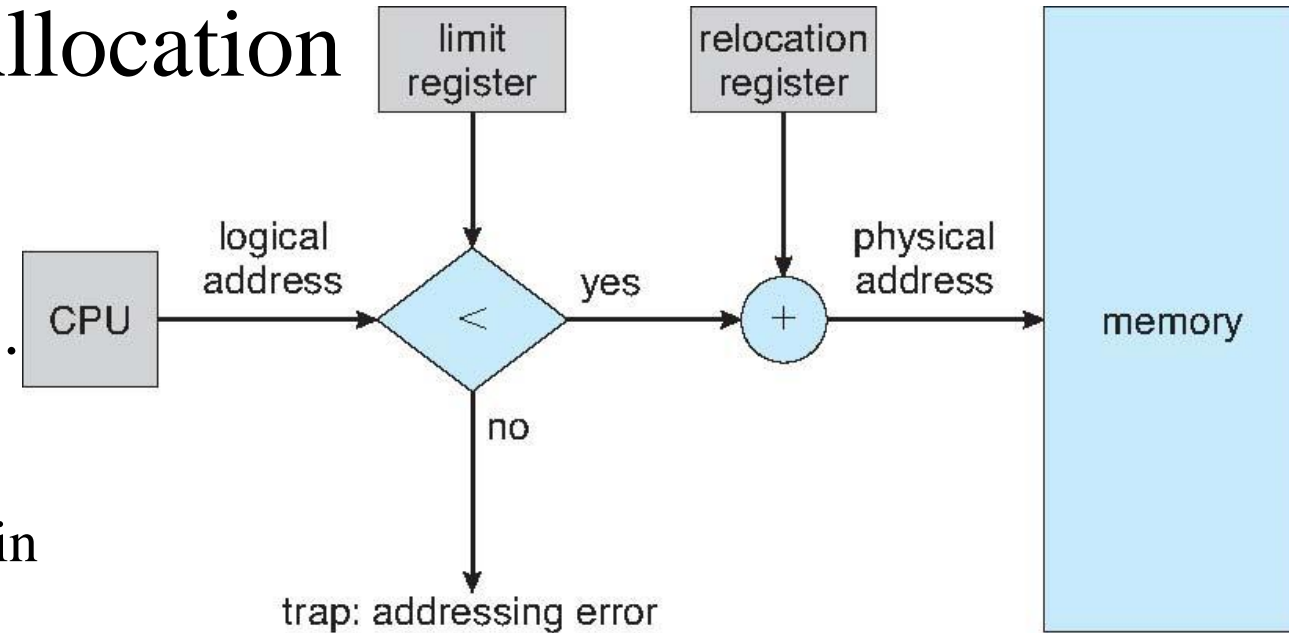 llocation
limit
register
relocation
register
logical
address
physical
address
CPU
<
yes
+
memory
.
no
in
trap: addressing error